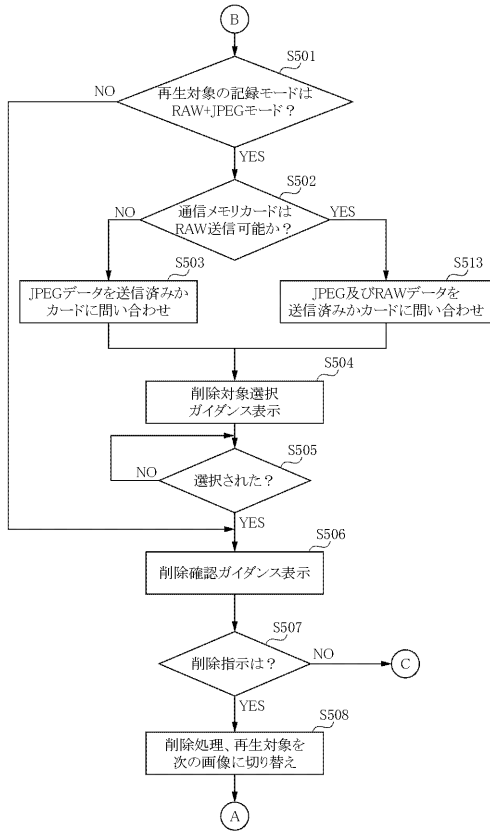 B
S501
再生対象の記録モードは
RAW+JPEGモード？
NO
YES
S502
通信メモリカードは
RAW送信可能か？
NO
YES
S503
JPEGデータを送信済みか
カードに問い合わせ
S513
JPEG及びRAWデータを
送信済みかカードに問い合わせ
S504
削除対象選択
ガイダンス表示
S505
選択された？
NO
YES
S506
削除確認ガイダンス表示
S507
削除指示は？
NO
C
YES
S508
削除処理、再生対象を
次の画像に切り替え
A